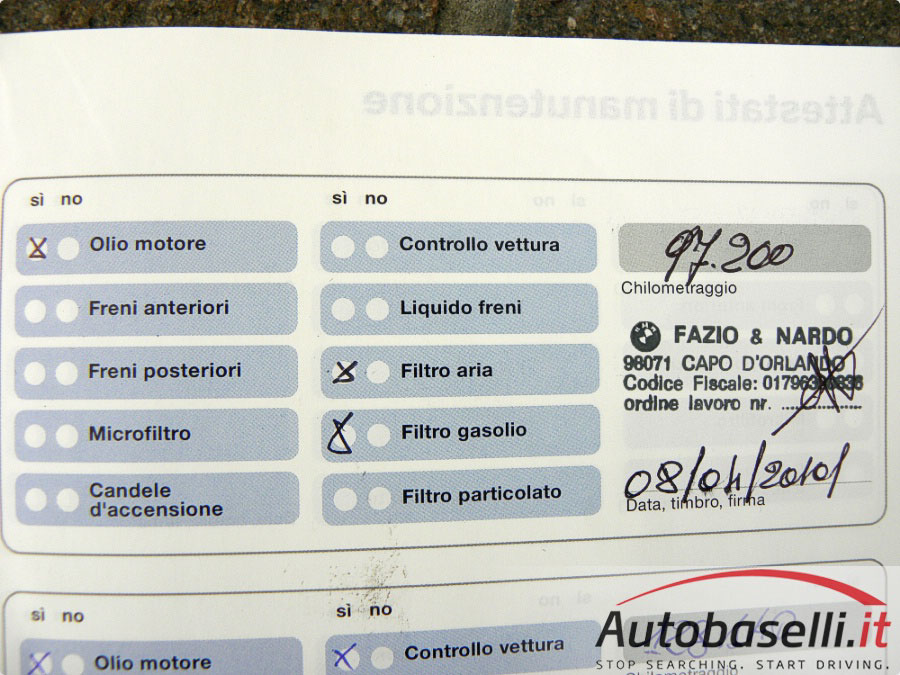 Attestati di manutenzione
sì no
Olio motore
Freni anteriori
Freni posteriori
Microfiltro
Candele
d'accensione
sì no
Controllo vettura
Liquido freni
Filtro aria
Filtro gasolio
Filtro particolato
97.200
Chilometraggio
FAZIO & NARDO
98071 CAPO D'ORLANDO
Codice Fiscale:
ordine lavoro nr.
08/04/2010
Data, timbro, firma
sì no
Olio motore
sì no
Controllo vettura
Chilometraggio
Autobaselli.it
STOP SEARCHING. START DRIVING.